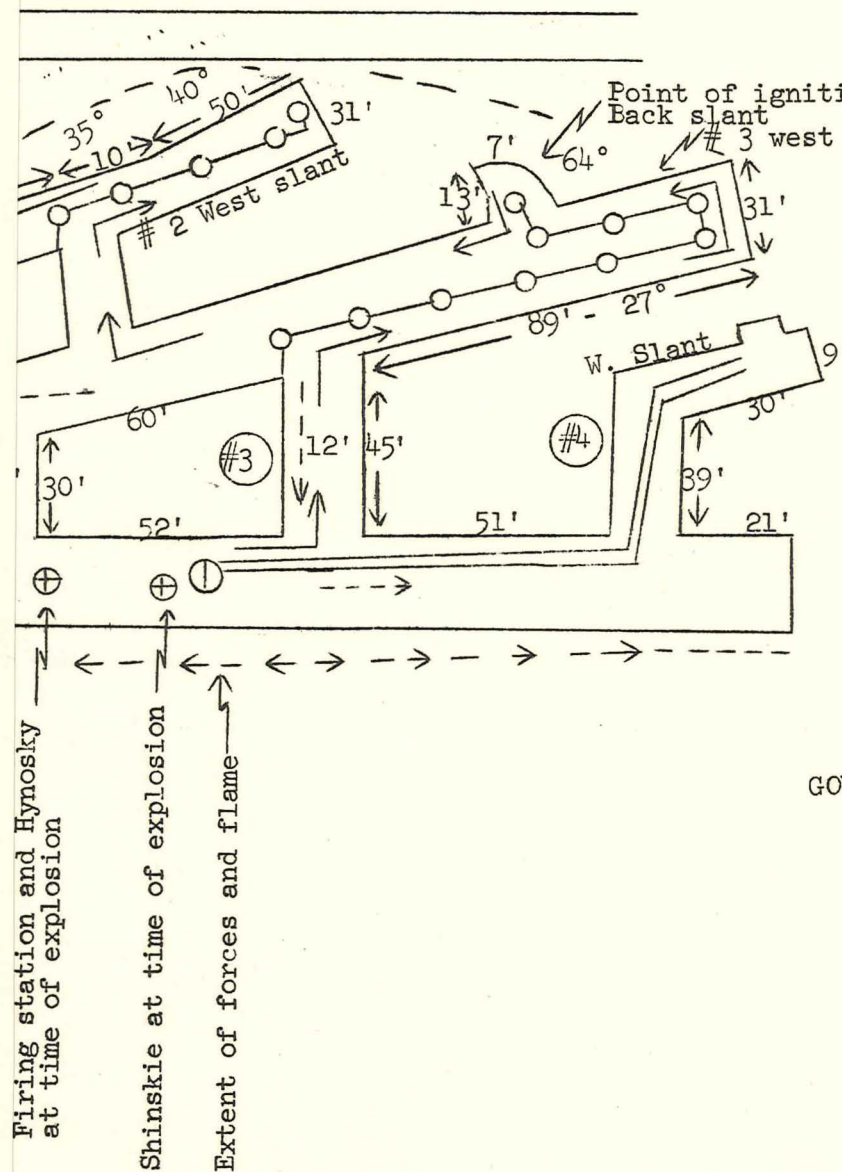 40°
50'
35°
10'
31'
# 2 West slant
Point of igniti
Back slant
# 3 west
7'
64°
13'
31'
89' - 27°
W. Slant
9
30'
60'
#3
12'
45'
#4
39'
30'
52'
51'
21'
Firing station and Hynosky
at time of explosion
Shinskie at time of explosion
Extent of forces and flame